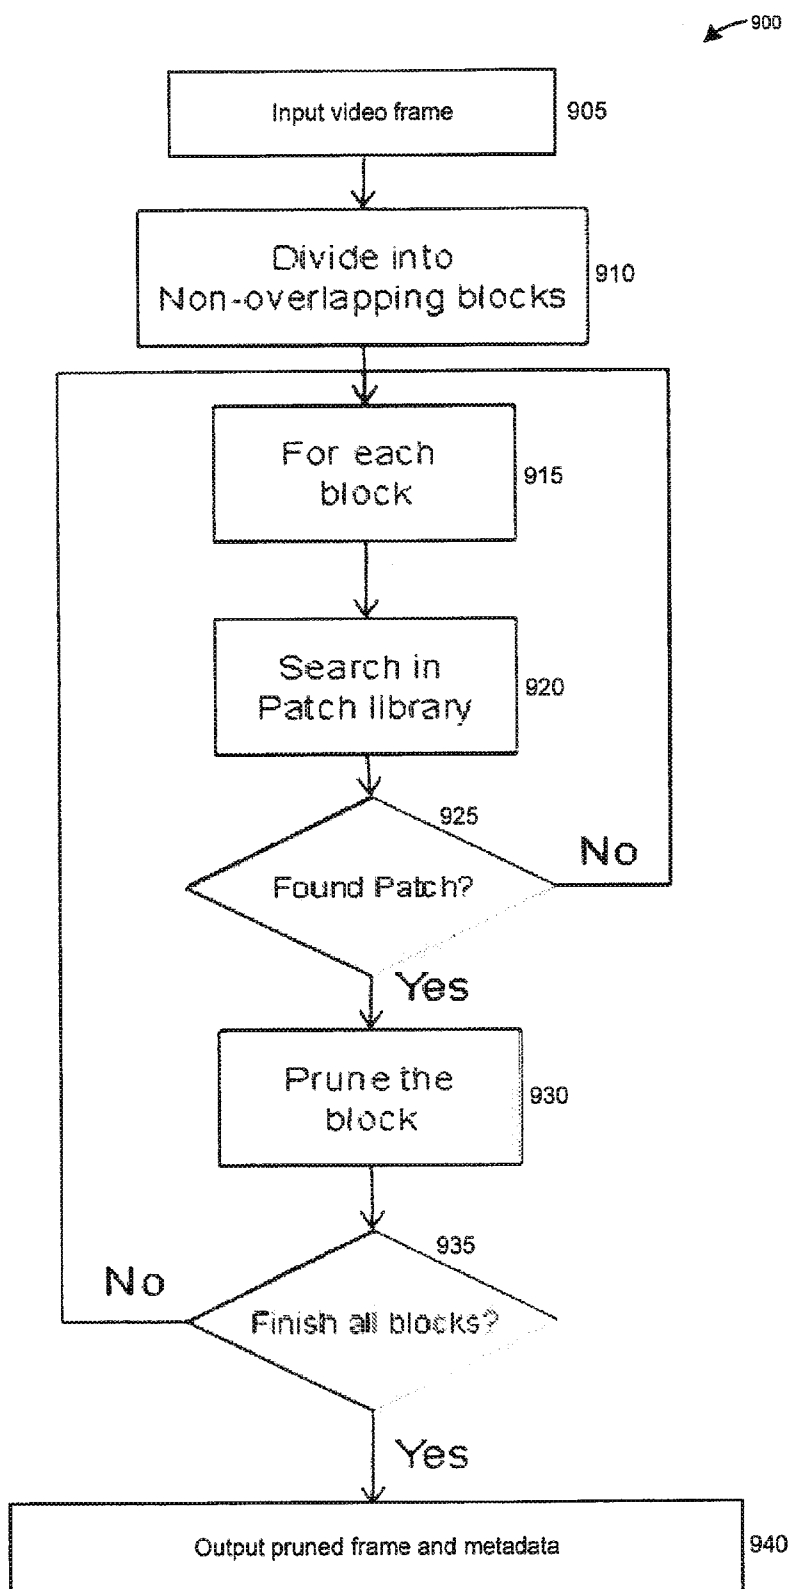 900
Input video frame
905
Divide into
Non-overlapping blocks
910
For each
block
915
Search in
Patch library
920
925
Found Patch?
No
Yes
Prune the
block
930
935
No
Finish all blocks?
Yes
Output pruned frame and metadata
940